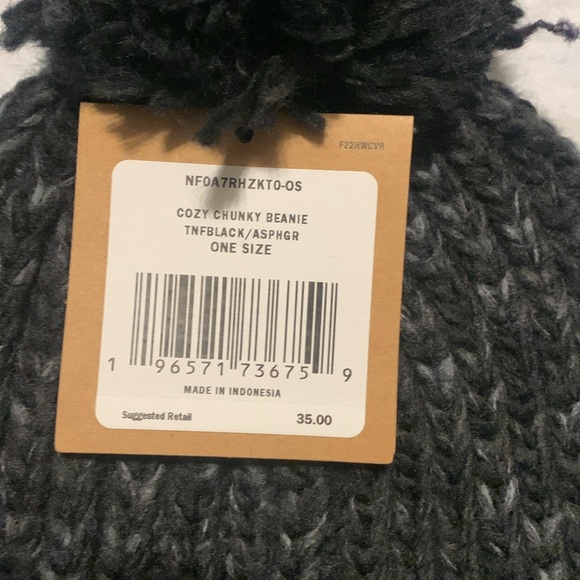 F22HWCVR
NF0A7RHZKT0-OS
COZY CHUNKY BEANIE
TNFBLACK/ASPHGR
ONE SIZE
1 96571 73675 9
MADE IN INDONESIA
Suggested Retail 35.00